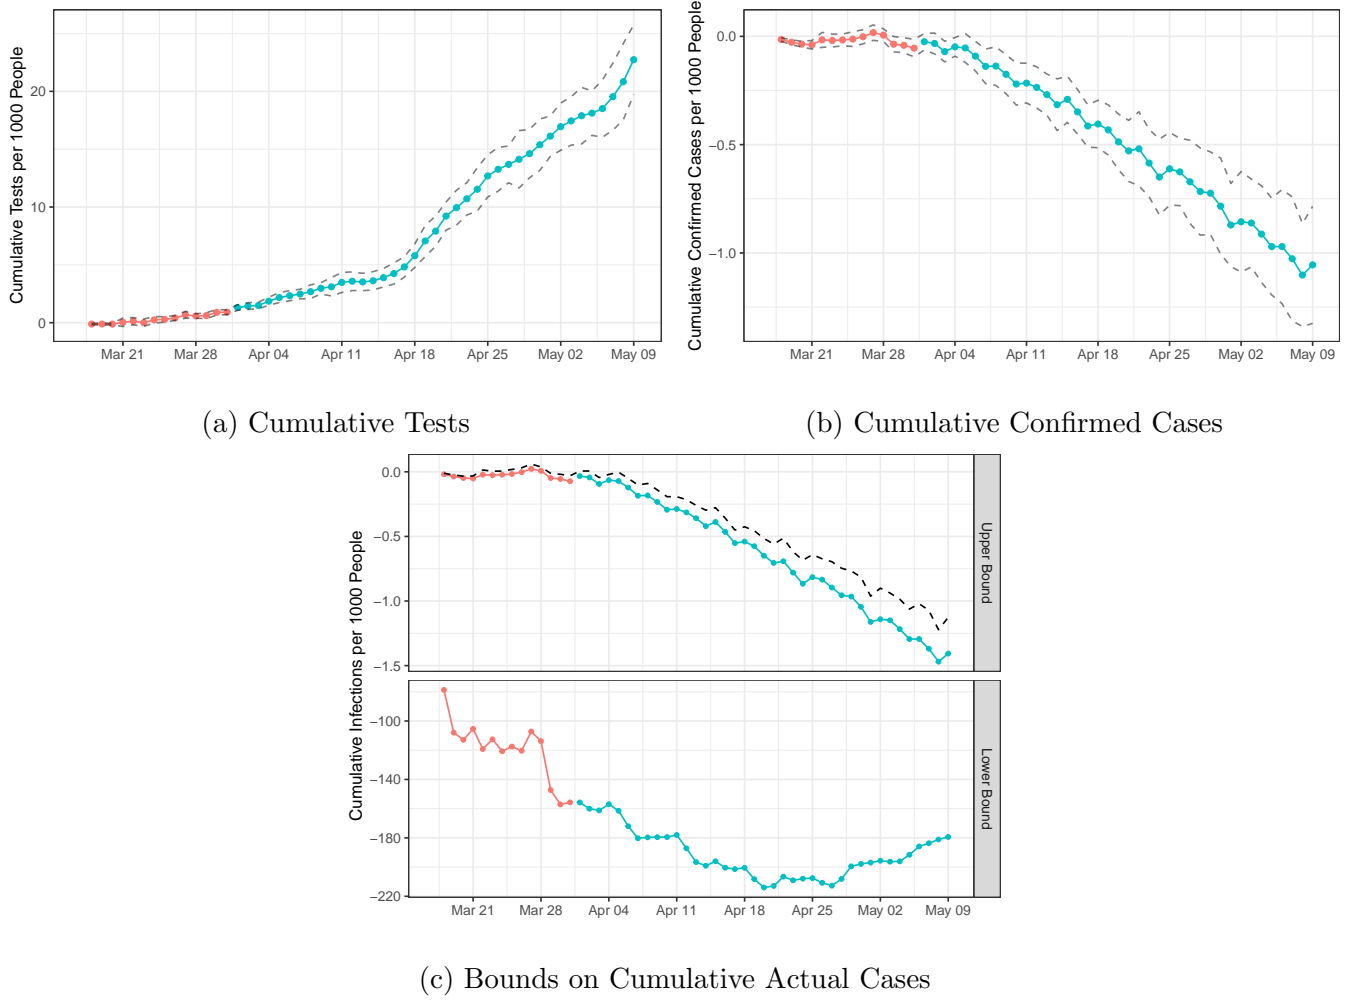 Cumulative Tests per 1000 People
20
10
0
Mar 21 Mar 28 Apr 04 Apr 11 Apr 18 Apr 25 May 02 May 09
(a) Cumulative Tests
Cumulative Confirmed Cases per 1000 People
0.0
−0.5
−1.0
Mar 21 Mar 28 Apr 04 Apr 11 Apr 18 Apr 25 May 02 May 09
(b) Cumulative Confirmed Cases
Cumulative Infections per 1000 People
0.0
−0.5
−1.0
−1.5
Upper Bound
−100
−140
−180
−220
Lower Bound
Mar 21 Mar 28 Apr 04 Apr 11 Apr 18 Apr 25 May 02 May 09
(c) Bounds on Cumulative Actual Cases